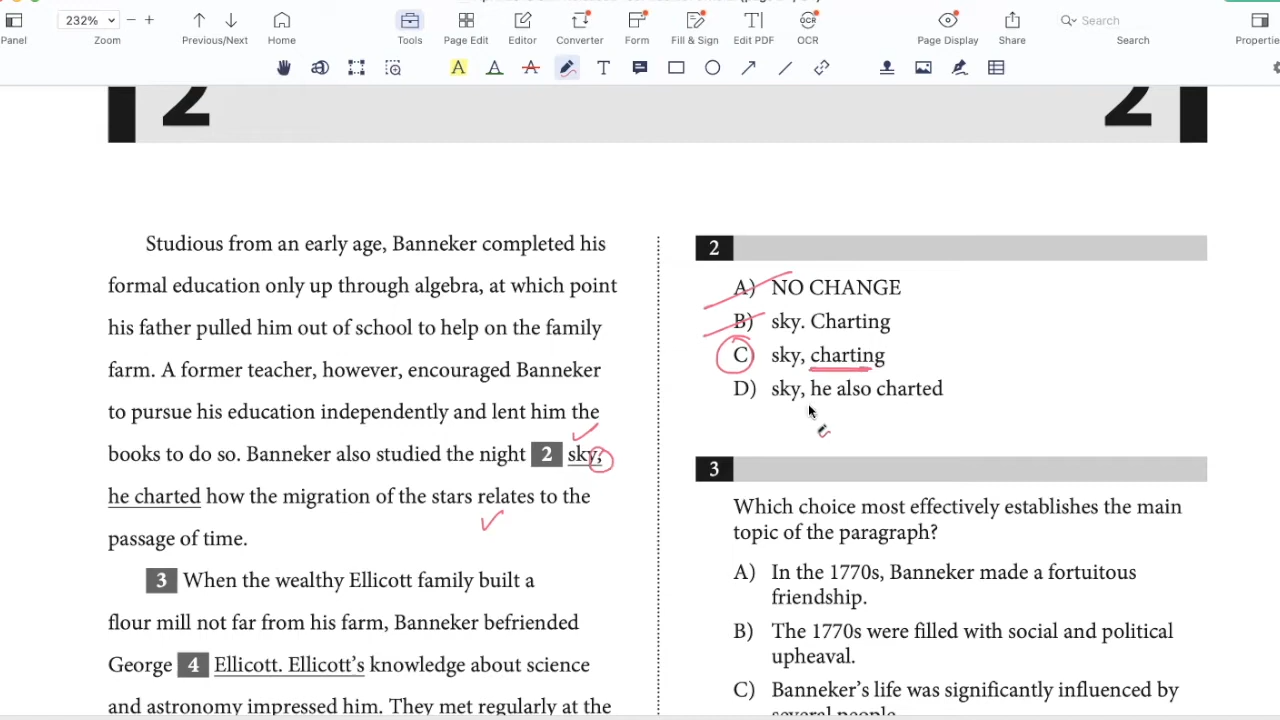 232%
Panel
Zoom
Previous/Next
Home
Tools
Page Edit
Editor
Converter
Form
Fill & Sign
Edit PDF
OCR
OCR
Page Display
Share
Search
Search
Propertie
A
A
A
T
2
2
Studious from an early age, Banneker completed his
formal education only up through algebra, at which point
his father pulled him out of school to help on the family
farm. A former teacher, however, encouraged Banneker
to pursue his education independently and lent him the
books to do so. Banneker also studied the night 2 sky;
he charted how the migration of the stars relates to the
passage of time.
3 When the wealthy Ellicott family built a
flour mill not far from his farm, Banneker befriended
George 4 Ellicott. Ellicott's knowledge about science
and astronomy impressed him. They met regularly at the
2
A) NO CHANGE
B) sky. Charting
C) sky, charting
D) sky, he also charted
3
Which choice most effectively establishes the main
topic of the paragraph?
A) In the 1770s, Banneker made a fortuitous
friendship.
B) The 1770s were filled with social and political
upheaval.
C) Banneker's life was significantly influenced by
several people.